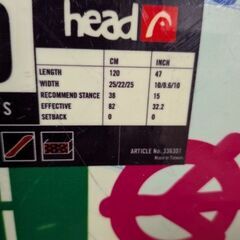 head
CM INCH
LENGTH 120 47
WIDTH 25/22/25 10/8.6/10
RECOMMEND STANCE 38 15
EFFECTIVE 82 32.2
SETBACK 0 0
S
ARTICLE NO. 336307
Made in Taiwan